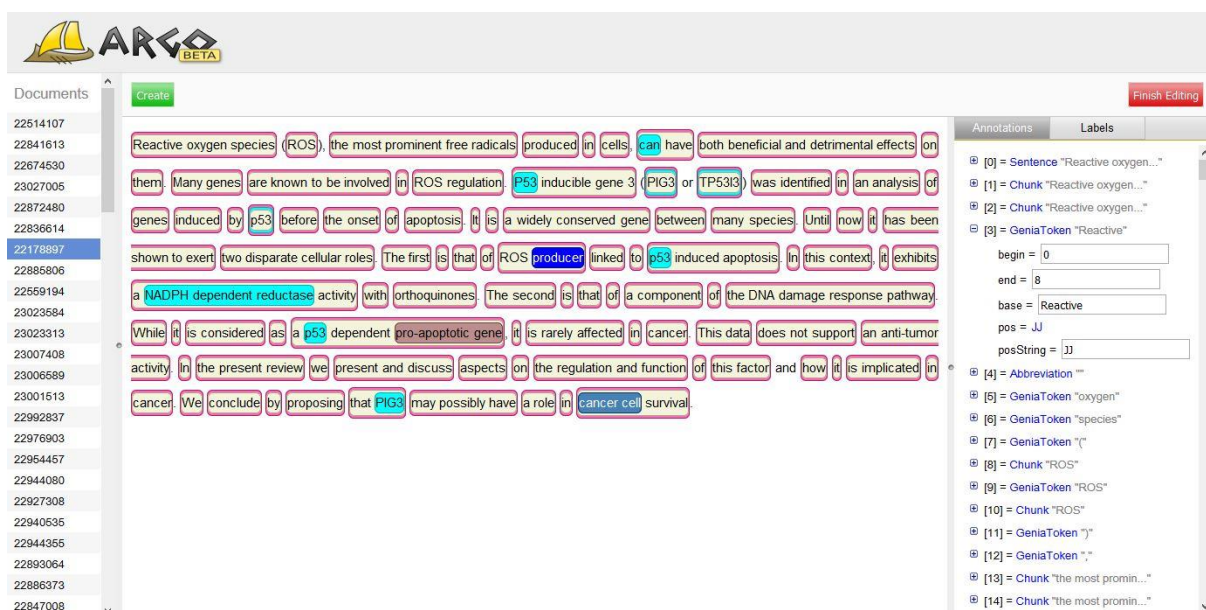 ARGO
BETA
Documents
22514107
22841613
22674530
23027005
22872480
22836614
22178897
22885806
22559194
23023584
23023313
23007408
23006589
23001513
22992837
22976903
22954457
22944080
22927308
22940535
22944355
22893064
22886373
22847008
Create
Finish Editing
Reactive oxygen species (ROS), the most prominent free radicals produced in cells, can have both beneficial and detrimental effects on
them. Many genes are known to be involved in ROS regulation. P53 inducible gene 3 (PIG3 or TP53I3) was identified in an analysis of
genes induced by p53 before the onset of apoptosis. It is a widely conserved gene between many species. Until now it has been
shown to exert two disparate cellular roles. The first is that of ROS producer linked to p53 induced apoptosis. In this context, it exhibits
a NADPH dependent reductase activity with orthoquinones. The second is that of a component of the DNA damage response pathway.
While it is considered as a p53 dependent pro-apoptotic gene, it is rarely affected in cancer. This data does not support an anti-tumor
activity. In the present review we present and discuss aspects on the regulation and function of this factor and how it is implicated in
cancer. We conclude by proposing that PIG3 may possibly have a role in cancer cell survival.
Annotations Labels
[0] = Sentence "Reactive oxygen..."
[1] = Chunk "Reactive oxygen..."
[2] = Chunk "Reactive oxygen..."
[3] = GeniaToken "Reactive"
begin = 0
end = 8
base = Reactive
pos = JJ
posString = JJ
[4] = Abbreviation ""
[5] = GeniaToken "oxygen"
[6] = GeniaToken "species"
[7] = GeniaToken "("
[8] = Chunk "ROS"
[9] = GeniaToken "ROS"
[10] = Chunk "ROS"
[11] = GeniaToken ")"
[12] = GeniaToken ","
[13] = Chunk "the most promin..."
[14] = Chunk "the most promin..."